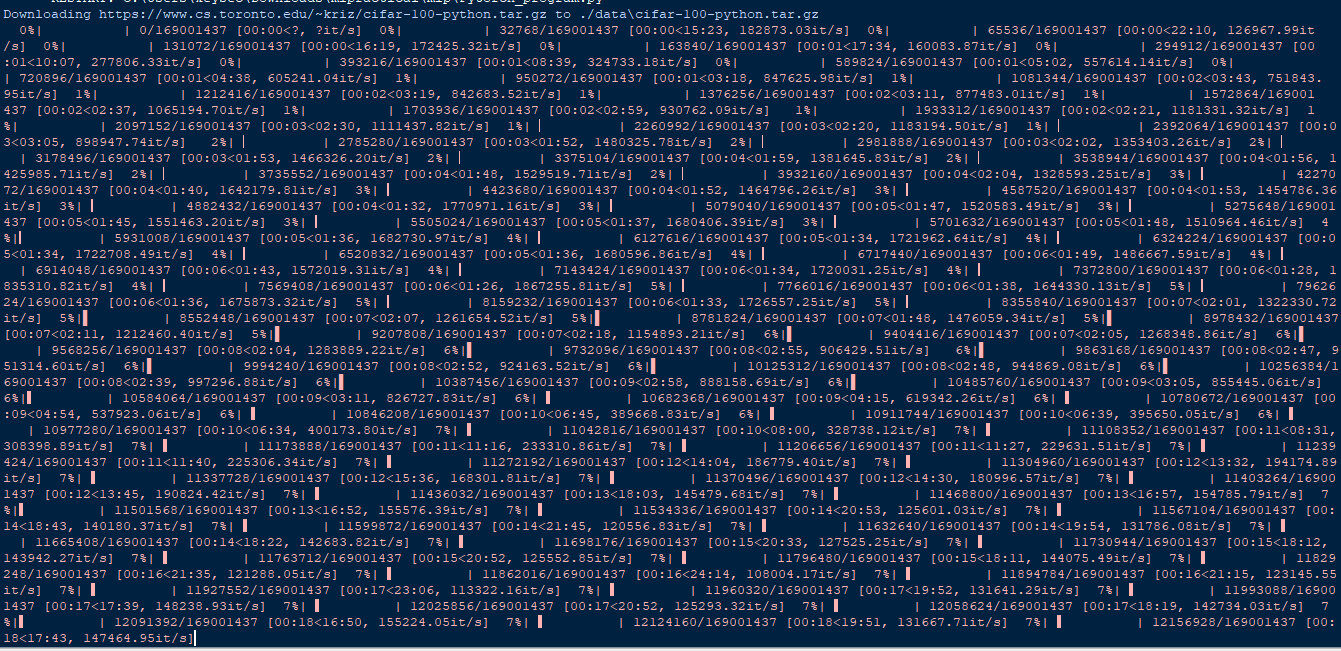 Downloading https://www.cs.toronto.edu/~kriz/cifar-100-python.tar.gz to ./data\cifar-100-python.tar.gz
0%| | 0/169001437 [00:00<?, ?it/s] 0%| | 32768/169001437 [00:00<15:23, 182873.03it/s] 0%| | 65536/169001437 [00:00<22:10, 126967.99it
/s] 0%| | 131072/169001437 [00:00<16:19, 172425.32it/s] 0%| | 163840/169001437 [00:01<17:34, 160083.87it/s] 0%| | 294912/169001437 [00
:01<10:07, 277806.33it/s] 0%| | 393216/169001437 [00:01<08:39, 324733.18it/s] 0%| | 589824/169001437 [00:01<05:02, 557614.14it/s] 0%|
| 720896/169001437 [00:01<04:38, 605241.04it/s] 1%| | 950272/169001437 [00:01<03:18, 847625.98it/s] 1%| | 1081344/169001437 [00:02<03:43, 751843.
95it/s] 1%| | 1212416/169001437 [00:02<03:19, 842683.52it/s] 1%| | 1376256/169001437 [00:02<03:11, 877483.01it/s] 1%| | 1572864/169001
437 [00:02<02:37, 1065194.70it/s] 1%| | 1703936/169001437 [00:02<02:59, 930762.09it/s] 1%| | 1933312/169001437 [00:02<02:21, 1181331.32it/s] 1
%| | 2097152/169001437 [00:03<02:30, 1111437.82it/s] 1%| | | 2260992/169001437 [00:03<02:20, 1183194.50it/s] 1%| | | 2392064/169001437 [00:0
3<03:05, 898947.74it/s] 2%| | | 2785280/169001437 [00:03<01:52, 1480325.78it/s] 2%| | | 2981888/169001437 [00:03<02:02, 1353403.26it/s] 2%| |
| 3178496/169001437 [00:03<01:53, 1466326.20it/s] 2%| | | 3375104/169001437 [00:04<01:59, 1381645.83it/s] 2%| | | 3538944/169001437 [00:04<01:56, 1
425985.71it/s] 2%| | | 3735552/169001437 [00:04<01:48, 1529519.71it/s] 2%| | | 3932160/169001437 [00:04<02:04, 1328593.25it/s] 3%| | | 42270
72/169001437 [00:04<01:40, 1642179.81it/s] 3%| | | 4423680/169001437 [00:04<01:52, 1464796.26it/s] 3%| | | 4587520/169001437 [00:04<01:53, 1454786.36
it/s] 3%| | | 4882432/169001437 [00:04<01:32, 1770971.16it/s] 3%| | | 5079040/169001437 [00:05<01:47, 1520583.49it/s] 3%| | | 5275648/169001
437 [00:05<01:45, 1551463.20it/s] 3%| | | 5505024/169001437 [00:05<01:37, 1680406.39it/s] 3%| | | 5701632/169001437 [00:05<01:48, 1510964.46it/s] 4
%| | | 5931008/169001437 [00:05<01:36, 1682730.97it/s] 4%| | | 6127616/169001437 [00:05<01:34, 1721962.64it/s] 4%| | | 6324224/169001437 [00:0
5<01:34, 1722708.49it/s] 4%| | | 6520832/169001437 [00:05<01:36, 1680596.86it/s] 4%| | | 6717440/169001437 [00:06<01:49, 1486667.59it/s] 4%| |
| 6914048/169001437 [00:06<01:43, 1572019.31it/s] 4%| | | 7143424/169001437 [00:06<01:34, 1720031.25it/s] 4%| | | 7372800/169001437 [00:06<01:28, 1
835310.82it/s] 4%| | | 7569408/169001437 [00:06<01:26, 1867255.81it/s] 5%| | | 7766016/169001437 [00:06<01:38, 1644330.13it/s] 5%| | | 79626
24/169001437 [00:06<01:36, 1675873.32it/s] 5%| | | 8159232/169001437 [00:06<01:33, 1726557.25it/s] 5%| | | 8355840/169001437 [00:07<02:01, 1322330.72
it/s] 5%|▌ | 8552448/169001437 [00:07<02:07, 1261654.52it/s] 5%|▌ | 8781824/169001437 [00:07<01:48, 1476059.34it/s] 5%|▌ | 8978432/169001437
[00:07<02:11, 1212460.40it/s] 5%|▌ | 9207808/169001437 [00:07<02:18, 1154893.21it/s] 6%|▌ | 9404416/169001437 [00:07<02:05, 1268348.86it/s] 6%|▌
| 9568256/169001437 [00:08<02:04, 1283889.22it/s] 6%|▌ | 9732096/169001437 [00:08<02:55, 906429.51it/s] 6%|▌ | 9863168/169001437 [00:08<02:47, 9
51314.60it/s] 6%|▌ | 9994240/169001437 [00:08<02:52, 924163.52it/s] 6%|▌ | 10125312/169001437 [00:08<02:48, 944869.08it/s] 6%|▌ | 10256384/1
69001437 [00:08<02:39, 997296.88it/s] 6%|▌ | 10387456/169001437 [00:09<02:58, 888158.69it/s] 6%|▌ | 10485760/169001437 [00:09<03:05, 855445.06it/s]
6%|▌ | 10584064/169001437 [00:09<03:11, 826727.83it/s] 6%| ▌ | 10682368/169001437 [00:09<04:15, 619342.26it/s] 6%| ▌ | 10780672/169001437 [00
:09<04:54, 537923.06it/s] 6%| ▌ | 10846208/169001437 [00:10<06:45, 389668.83it/s] 6%| ▌ | 10911744/169001437 [00:10<06:39, 395650.05it/s] 6%| ▌
| 10977280/169001437 [00:10<06:34, 400173.80it/s] 7%| ▌ | 11042816/169001437 [00:10<08:00, 328738.12it/s] 7%| ▌ | 11108352/169001437 [00:11<08:31,
308398.89it/s] 7%| ▌ | 11173888/169001437 [00:11<11:16, 233310.86it/s] 7%| ▌ | 11206656/169001437 [00:11<11:27, 229631.51it/s] 7%| ▌ | 11239
424/169001437 [00:11<11:40, 225306.34it/s] 7%| ▌ | 11272192/169001437 [00:12<14:04, 186779.40it/s] 7%| ▌ | 11304960/169001437 [00:12<13:32, 194174.89
it/s] 7%| ▌ | 11337728/169001437 [00:12<15:36, 168301.81it/s] 7%| ▌ | 11370496/169001437 [00:12<14:30, 180996.57it/s] 7%| ▌ | 11403264/16900
1437 [00:12<13:45, 190824.42it/s] 7%| ▌ | 11436032/169001437 [00:13<18:03, 145479.68it/s] 7%| ▌ | 11468800/169001437 [00:13<16:57, 154785.79it/s] 7
%|▌ | 11501568/169001437 [00:13<16:52, 155576.39it/s] 7%| ▌ | 11534336/169001437 [00:14<20:53, 125601.03it/s] 7%| ▌ | 11567104/169001437 [00:
14<18:43, 140180.37it/s] 7%| ▌ | 11599872/169001437 [00:14<21:45, 120556.83it/s] 7%| ▌ | 11632640/169001437 [00:14<19:54, 131786.08it/s] 7%| ▌
| 11665408/169001437 [00:14<18:22, 142683.82it/s] 7%| ▌ | 11698176/169001437 [00:15<20:33, 127525.25it/s] 7%| ▌ | 11730944/169001437 [00:15<18:12,
143942.27it/s] 7%| ▌ | 11763712/169001437 [00:15<20:52, 125552.85it/s] 7%| ▌ | 11796480/169001437 [00:15<18:11, 144075.49it/s] 7%| ▌ | 11829
248/169001437 [00:16<21:35, 121288.05it/s] 7%| ▌ | 11862016/169001437 [00:16<24:14, 108004.17it/s] 7%| ▌ | 11894784/169001437 [00:16<21:15, 123145.55
it/s] 7%| ▌ | 11927552/169001437 [00:17<23:06, 113322.16it/s] 7%| ▌ | 11960320/169001437 [00:17<19:52, 131641.29it/s] 7%| ▌ | 11993088/16900
1437 [00:17<17:39, 148238.93it/s] 7%| ▌ | 12025856/169001437 [00:17<20:52, 125293.32it/s] 7%| ▌ | 12058624/169001437 [00:17<18:19, 142734.03it/s] 7
%|▌ | 12091392/169001437 [00:18<16:50, 155224.05it/s] 7%| ▌ | 12124160/169001437 [00:18<19:51, 131667.71it/s] 7%| ▌ | 12156928/169001437 [00:
18<17:43, 147464.95it/s]